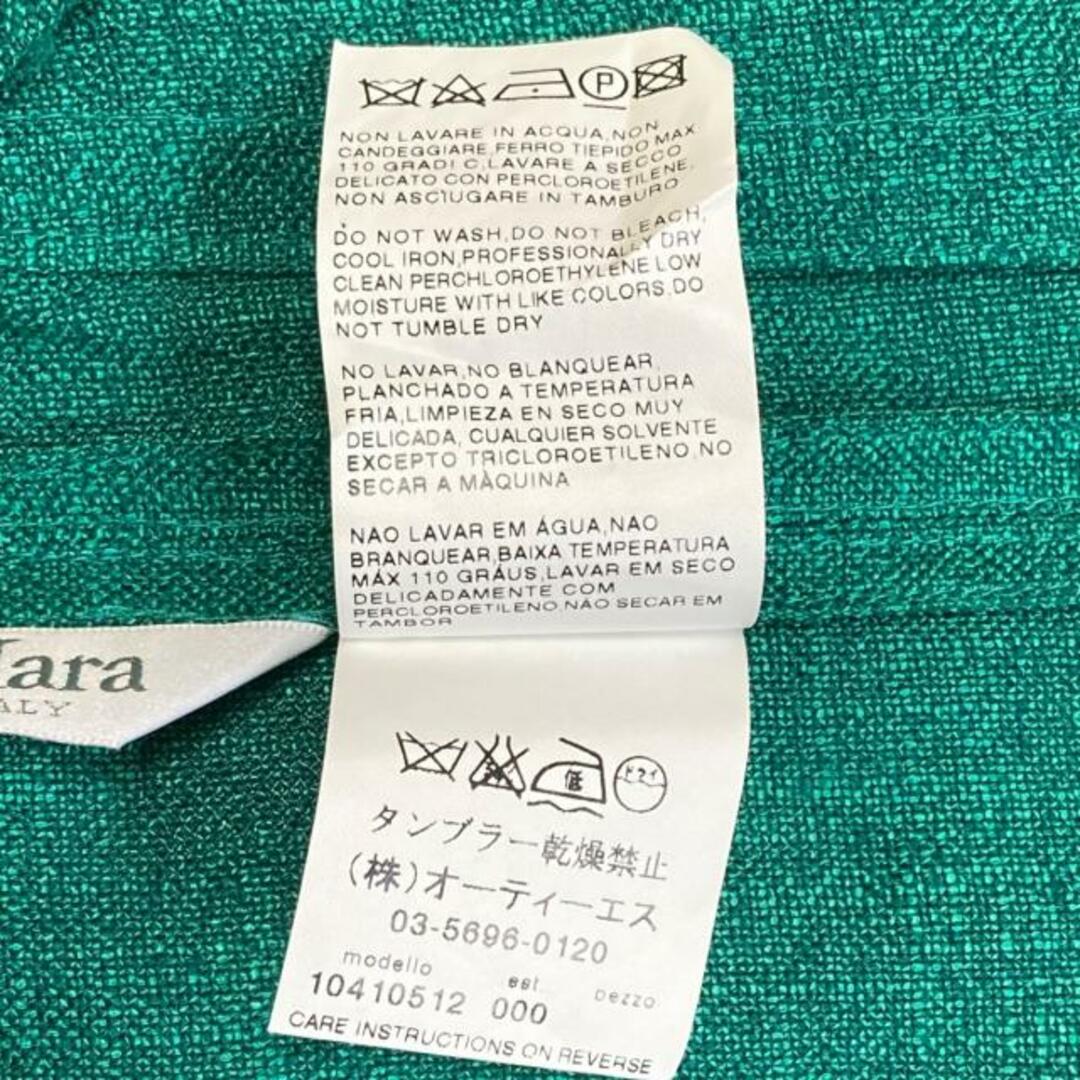 P
NON LAVARE IN ACQUA,NON
CANDEGGIARE,FERRO TIEPIDO MAX
110 GRADI C,LAVARE A SECCO
DELICATO CON PERCLOROETILENE,
NON ASCIUGARE IN TAMBURO
DO NOT WASH,DO NOT BLEACH,
COOL IRON,PROFESSIONALLY DRY
CLEAN PERCHLOROETHYLENE LOW
MOISTURE WITH LIKE COLORS,DO
NOT TUMBLE DRY
NO LAVAR,NO BLANQUEAR,
PLANCHADO A TEMPERATURA
FRIA,LIMPIEZA EN SECO MUY
DELICADA, CUALQUIER SOLVENTE
EXCEPTO TRICLOROETILENO,NO
SECAR A MÀQUINA
NAO LAVAR EM ÁGUA,NAO
BRANQUEAR,BAIXA TEMPERATURA
MÁX 110 GRÁUS,LAVAR EM SECO
DELICADAMENTE COM
PERCLOROETILENO,NÃO SECAR EM
TAMBOR
ara
ALY
低 ドライ
タンブラー乾燥禁止
(株)オーティーエス
03-5696-0120
modello est. pezzo
10410512 000
CARE INSTRUCTIONS ON REVERSE